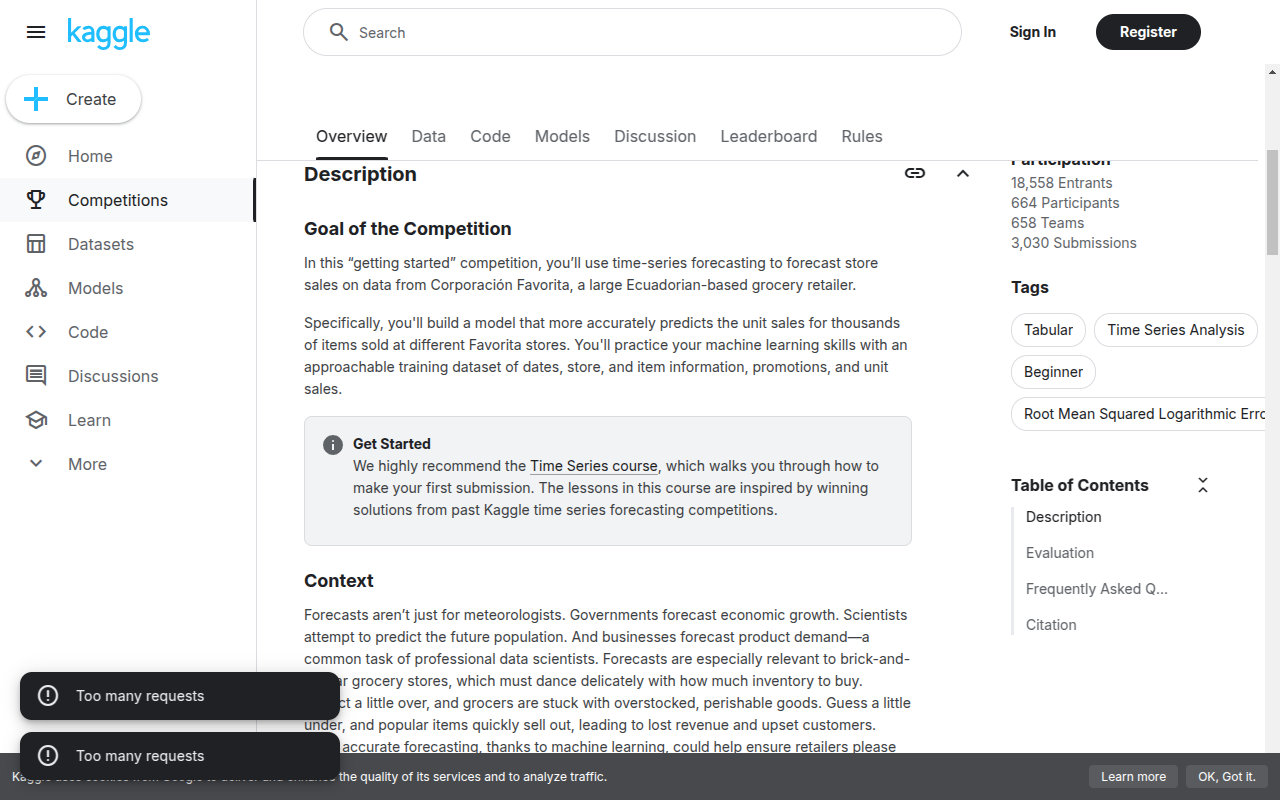 kaggle
Search
Sign In
Register
Create
Home
Competitions
Datasets
Models
Code
Discussions
Learn
More
Overview
Data
Code
Models
Discussion
Leaderboard
Rules
Description
Goal of the Competition
In this “getting started” competition, you’ll use time-series forecasting to forecast store
sales on data from Corporación Favorita, a large Ecuadorian-based grocery retailer.
Specifically, you'll build a model that more accurately predicts the unit sales for thousands
of items sold at different Favorita stores. You'll practice your machine learning skills with an
approachable training dataset of dates, store, and item information, promotions, and unit
sales.
Get Started
We highly recommend the Time Series course, which walks you through how to
make your first submission. The lessons in this course are inspired by winning
solutions from past Kaggle time series forecasting competitions.
Context
Forecasts aren’t just for meteorologists. Governments forecast economic growth. Scientists
attempt to predict the future population. And businesses forecast product demand—a
common task of professional data scientists. Forecasts are especially relevant to brick-and-
grocery stores, which must dance delicately with how much inventory to buy.
a little over, and grocers are stuck with overstocked, perishable goods. Guess a little
under, and popular items quickly sell out, leading to lost revenue and upset customers.
accurate forecasting, thanks to machine learning, could help ensure retailers please
Participation
18,558 Entrants
664 Participants
658 Teams
3,030 Submissions
Tags
Tabular
Time Series Analysis
Beginner
Root Mean Squared Logarithmic Erro
Table of Contents
Description
Evaluation
Frequently Asked Q...
Citation
Too many requests
Too many requests
the quality of its services and to analyze traffic.
Learn more
OK, Got it.